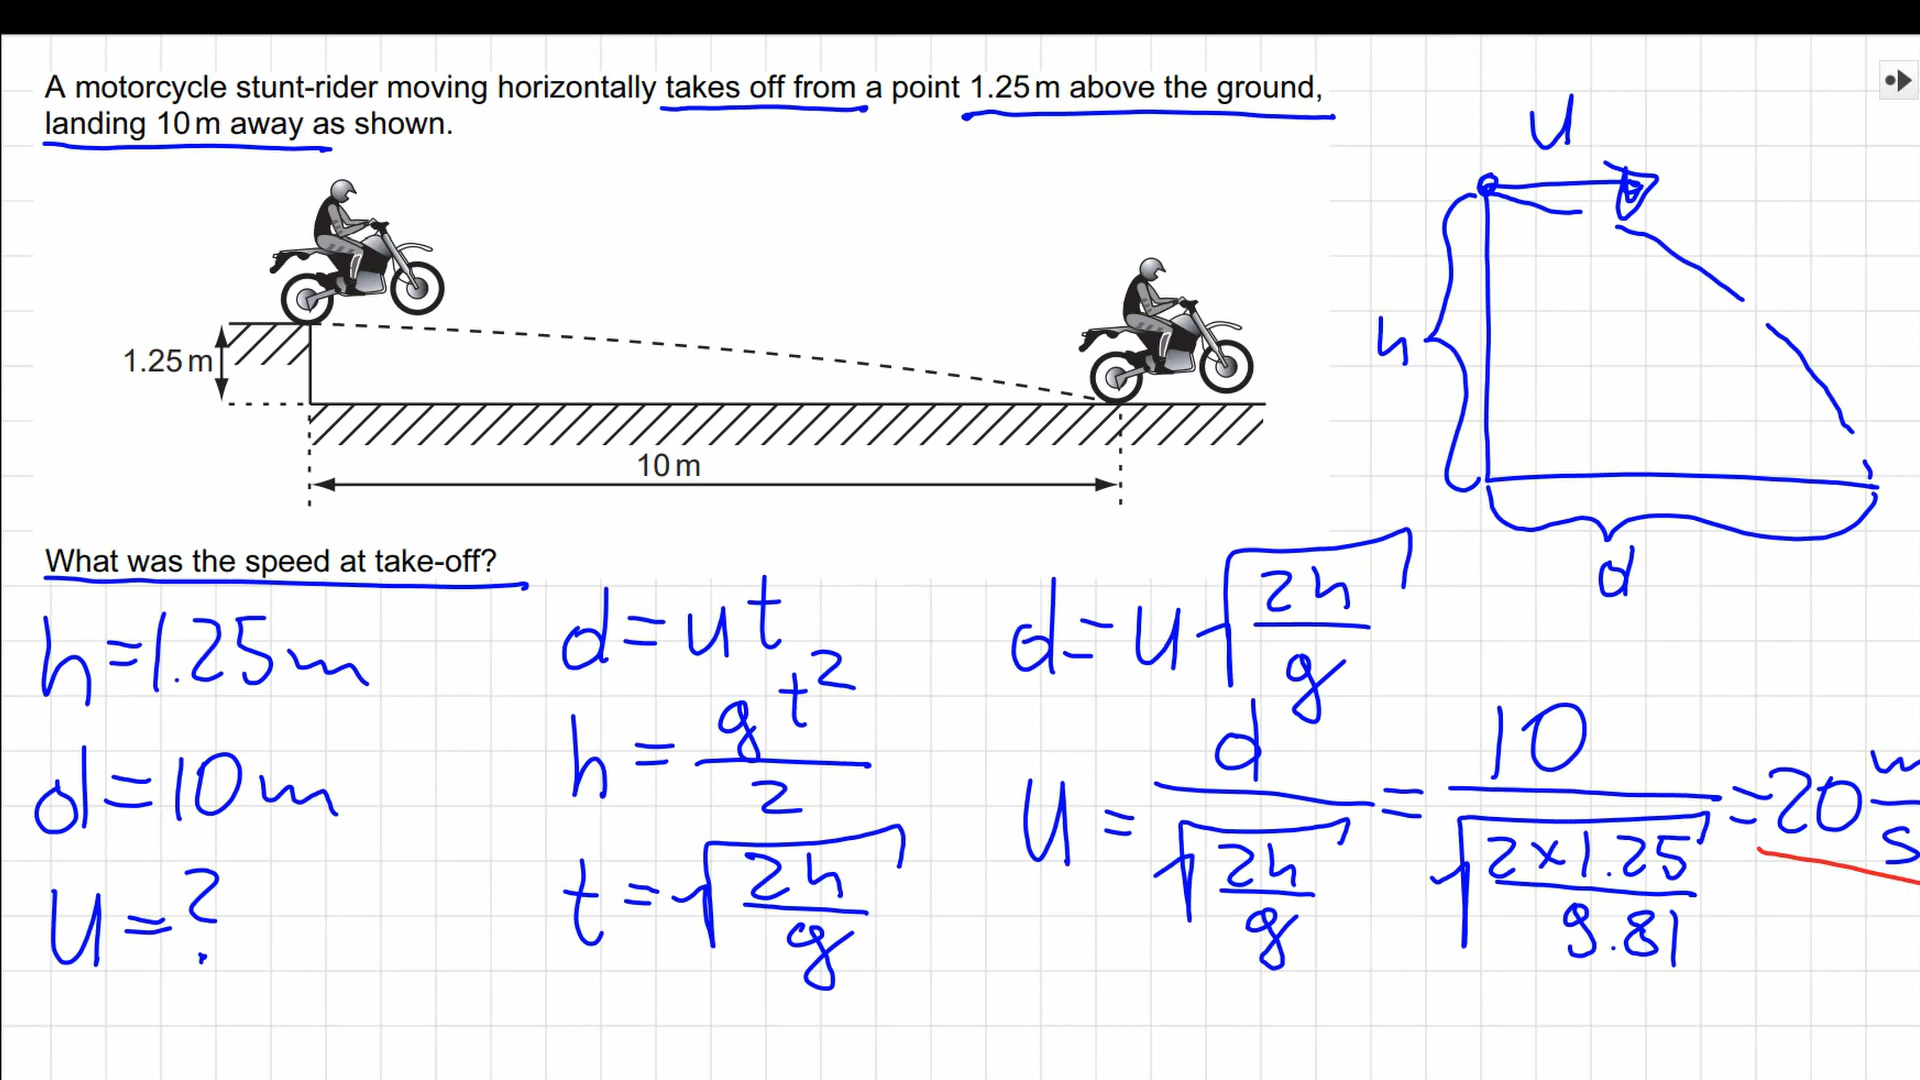 A motorcycle stunt-rider moving horizontally takes off from a point 1.25 m above the ground,
landing 10 m away as shown.
U
1.25 m
h
10 m
d
What was the speed at take-off?
h = 1.25 m
d = 10 m
U = ?
d = ut
h = gt²/2
t = √(2h/g)
d = U√(2h/g)
U = d/√(2h/g) = 10/√(2×1.25/9.81) = 20 m/s